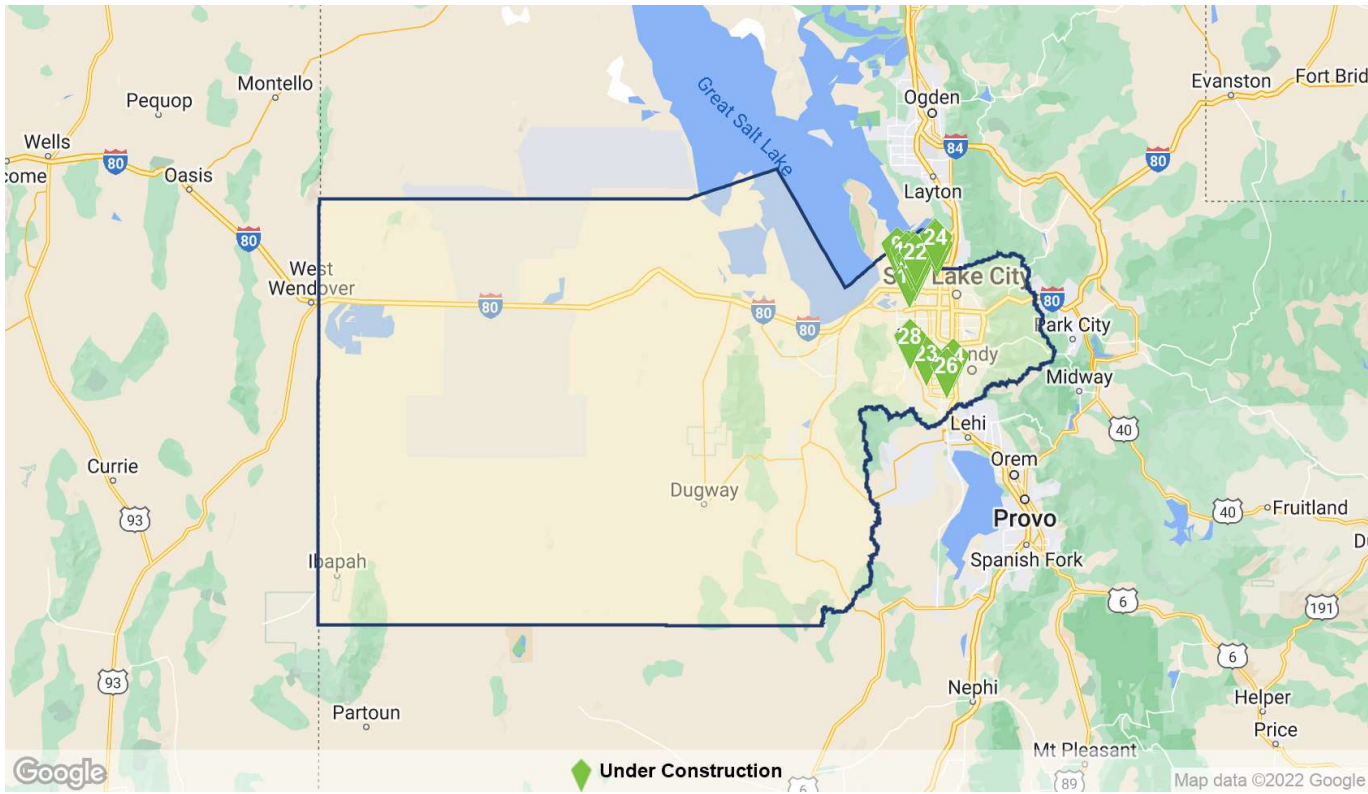 Montello
Pequop
Wells
come
80
Oasis
80
West
Wendover
80
80
80
Great Salt Lake
Ogden
84
Layton
Evanston
Fort Brid
80
24
22
1
Lake City
80
Park City
28
23
26
Midway
Lehi
40
Orem
Currie
93
Dugway
Provo
40
Fruitland
Spanish Fork
Ibapah
6
191
6
93
Nephi
Helper
Partoun
Price
Mt Pleasant
Google
Under Construction
6
89
Map data ©2022 Google